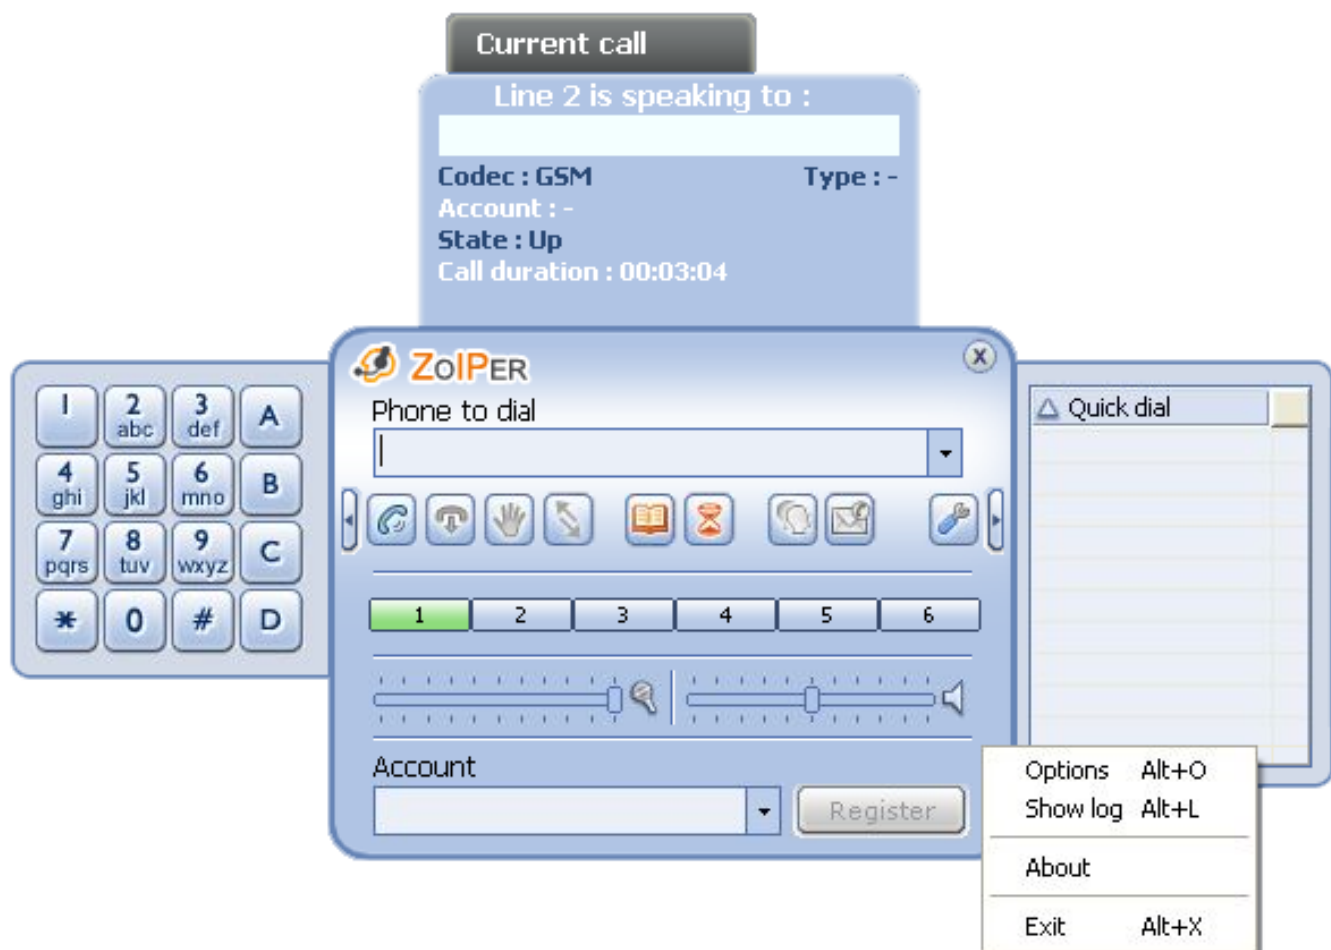 Current call
Line 2 is speaking to :
Codec : GSM Type : -
Account : -
State : Up
Call duration : 00:03:04
ZoIPer
X
Phone to dial
1 2 abc 3 def A
4 ghi 5 jkl 6 mno B
7 pqrs 8 tuv 9 wxyz C
* 0 # D
Quick dial
1 2 3 4 5 6
Account
Register
Options Alt+O
Show log Alt+L
About
Exit Alt+X